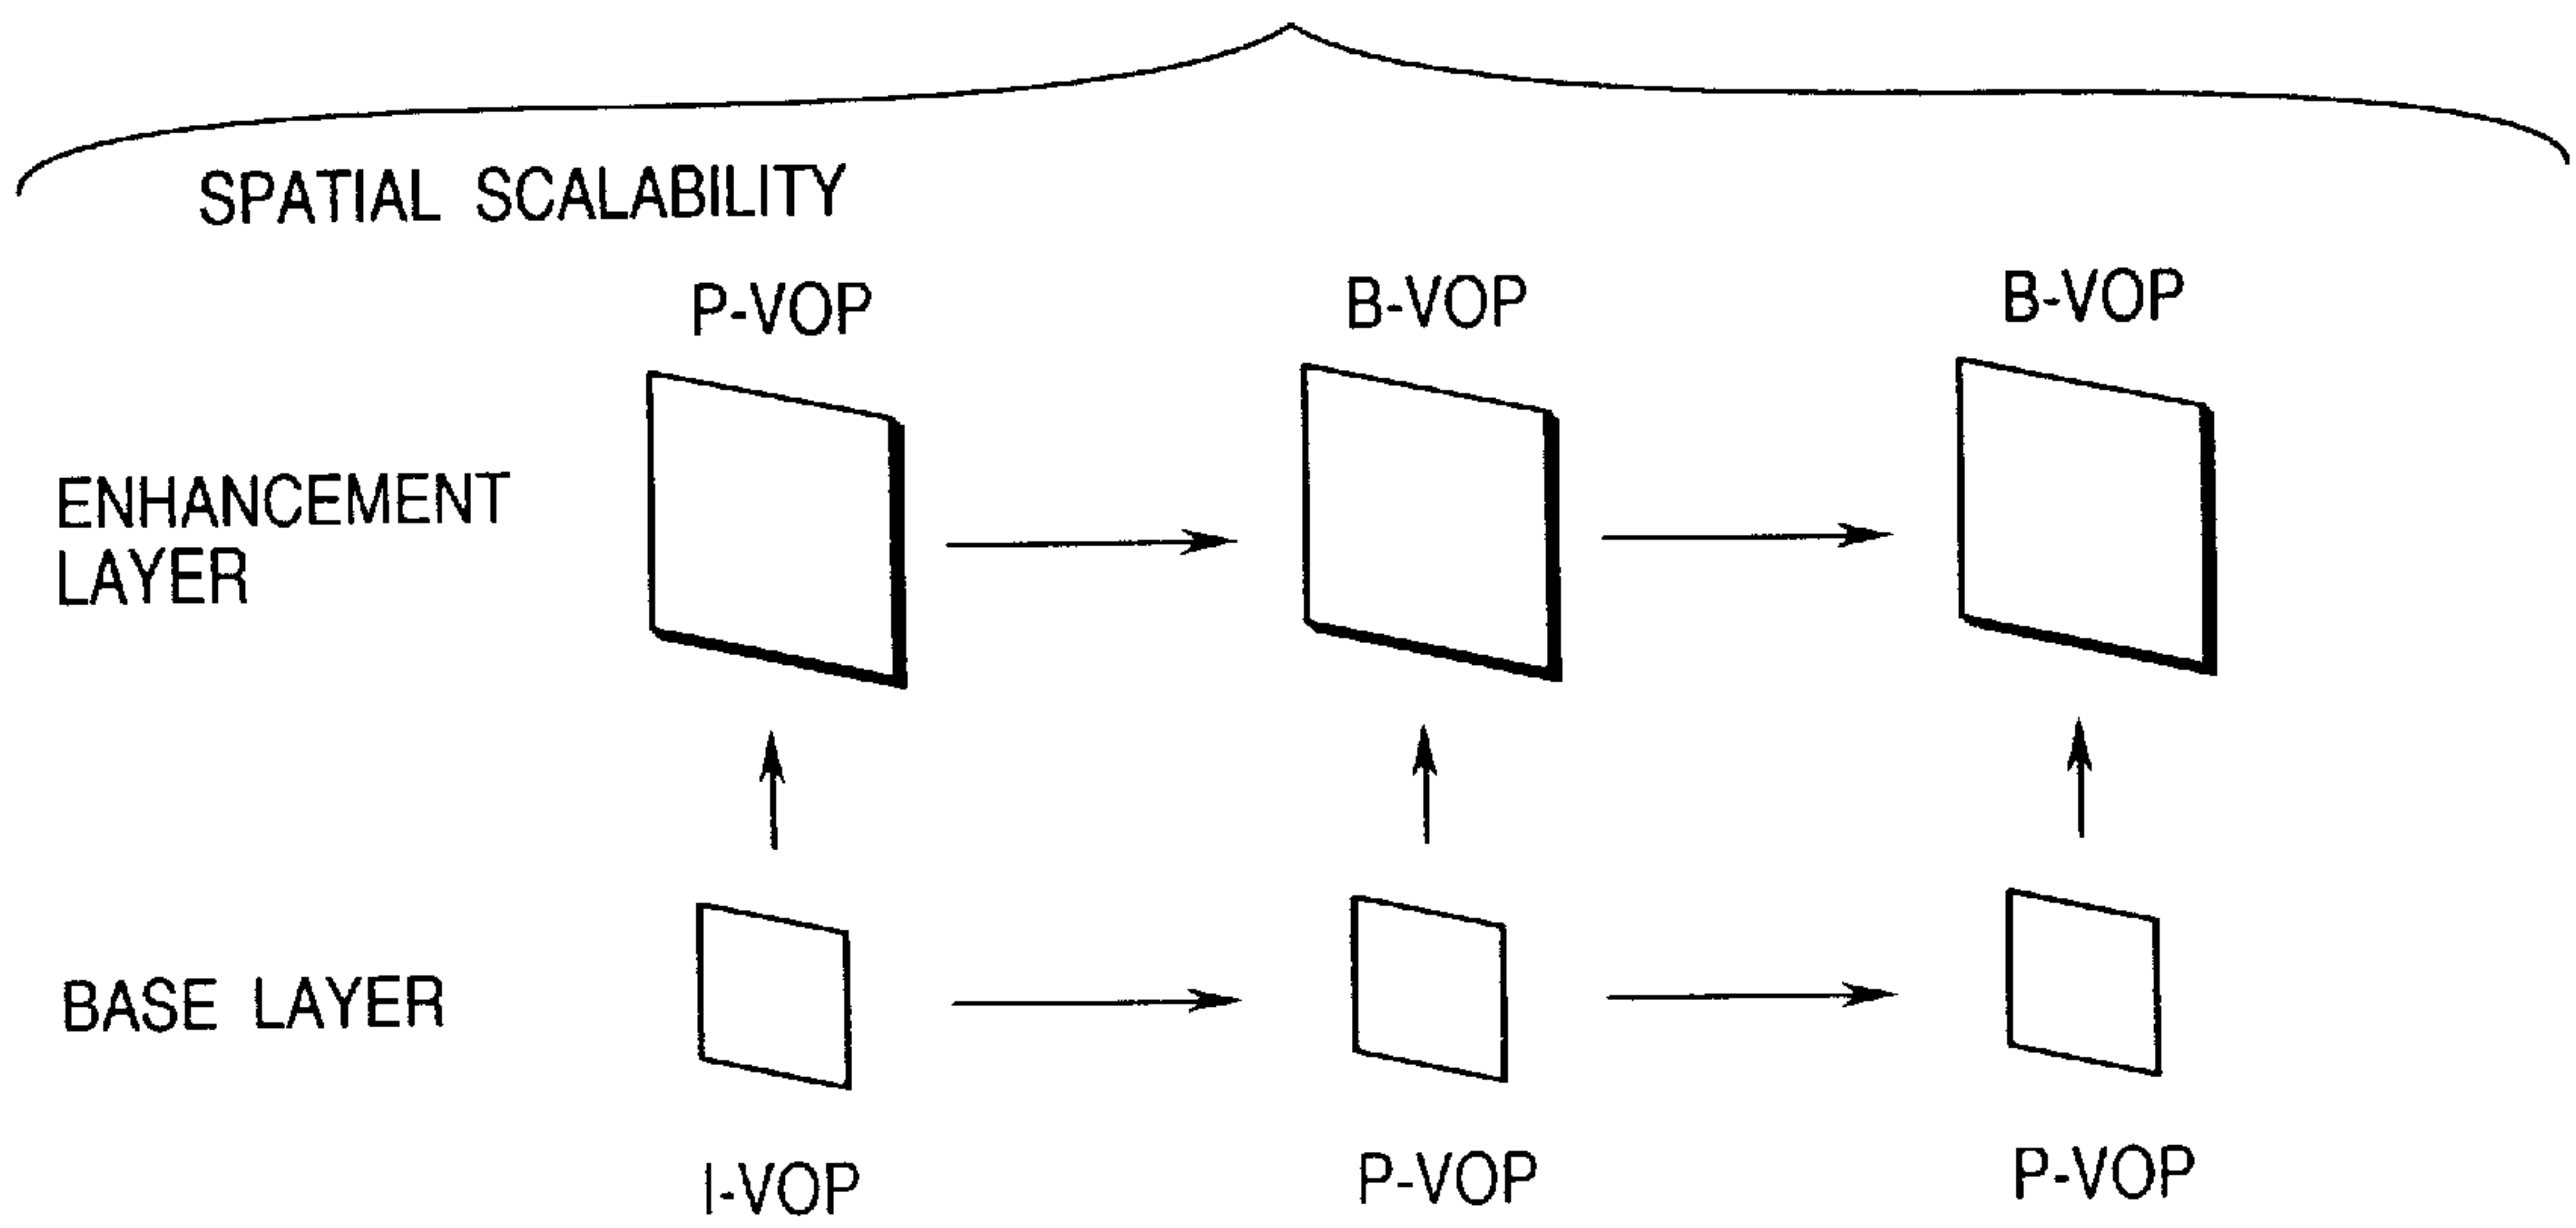 SPATIAL SCALABILITY
P-VOP
B-VOP
B-VOP
ENHANCEMENT
LAYER
BASE LAYER
I-VOP
P-VOP
P-VOP